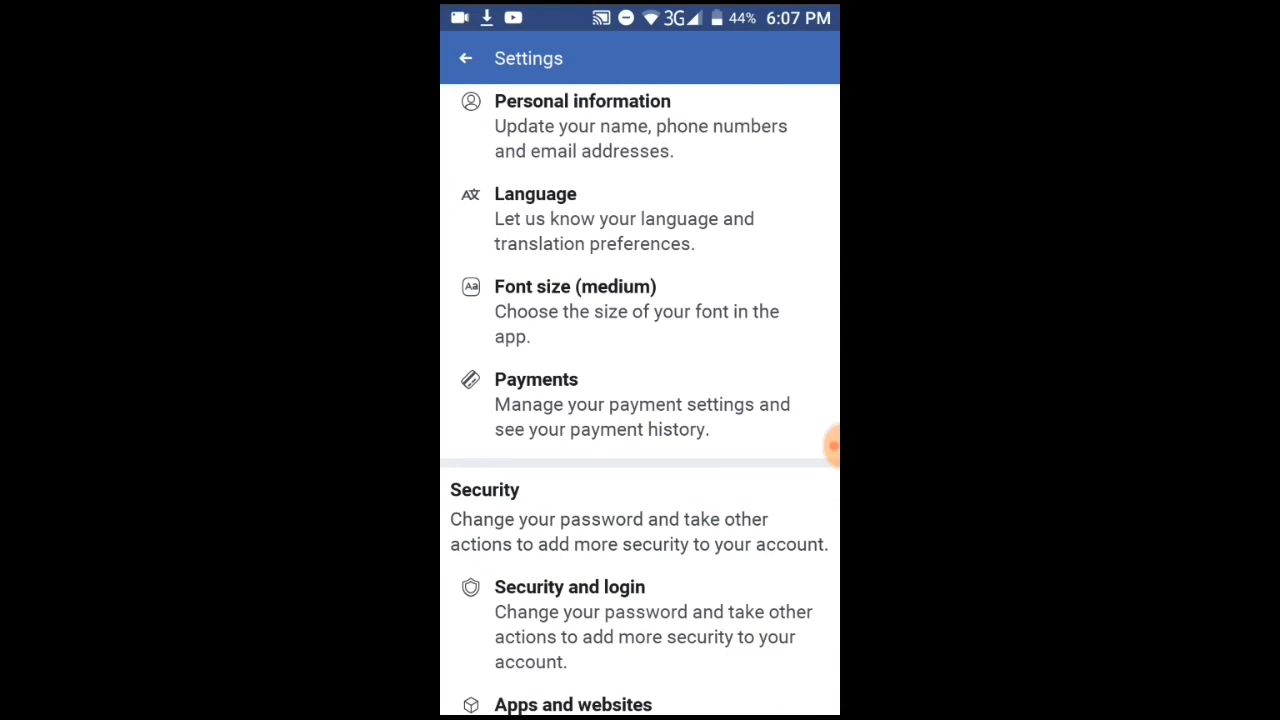 3G 44% 6:07 PM
Settings
Personal information
Update your name, phone numbers
and email addresses.
Language
Let us know your language and
translation preferences.
Aa Font size (medium)
Choose the size of your font in the
app.
Payments
Manage your payment settings and
see your payment history.
Security
Change your password and take other
actions to add more security to your account.
Security and login
Change your password and take other
actions to add more security to your
account.
Apps and websites